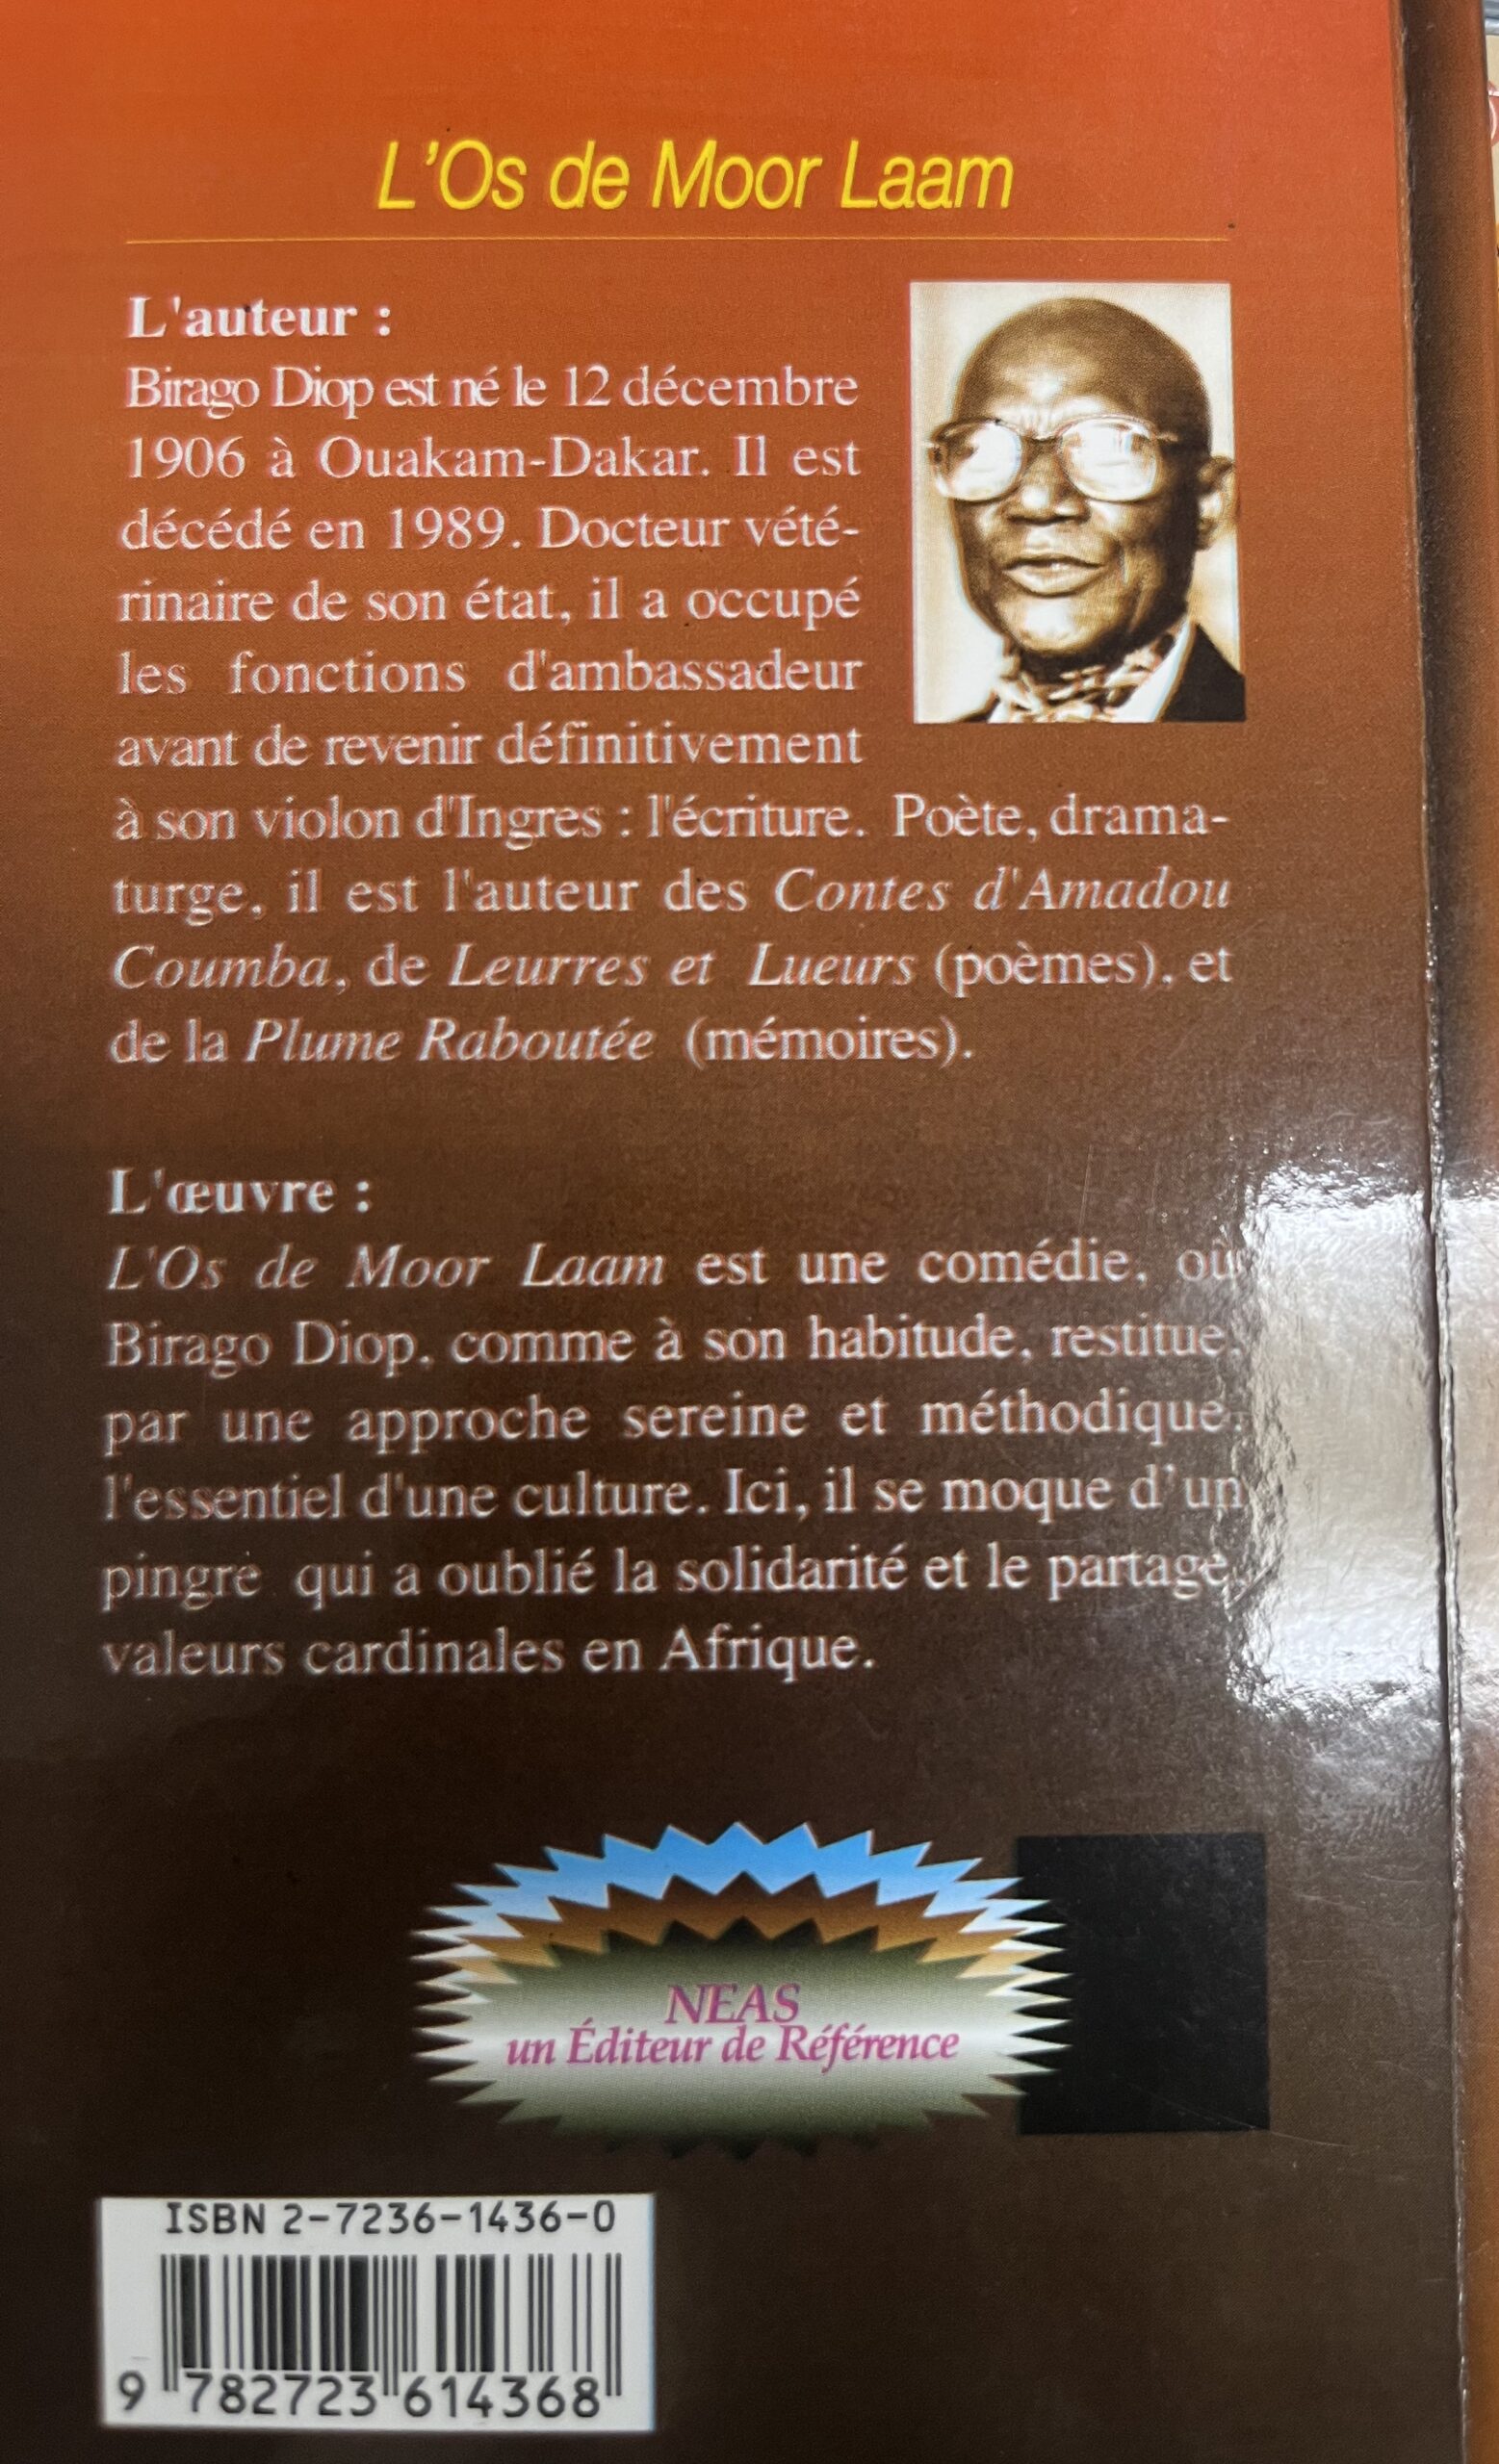 L'Os de Moor Laam
L'auteur :
Birago Diop est né le 12 décembre
1906 à Ouakam-Dakar. Il est
décédé en 1989. Docteur vété-
rinaire de son état, il a occupé
les fonctions d'ambassadeur
avant de revenir définitivement
à son violon d'Ingres : l'écriture. Poète, drama-
turge, il est l'auteur des Contes d'Amadou
Coumba, de Leurres et Lueurs (poèmes), et
de la Plume Raboutée (mémoires).
L'œuvre :
L'Os de Moor Laam est une comédie, où
Birago Diop, comme à son habitude, restitue,
par une approche sereine et méthodique,
l'essentiel d'une culture. Ici, il se moque d'un
pingre qui a oublié la solidarité et le partage,
valeurs cardinales en Afrique.
NEAS
un Éditeur de Référence
ISBN 2-7236-1436-0
9 782723 614368